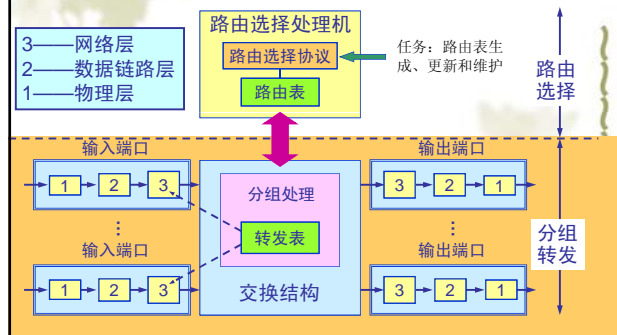 3——网络层
2——数据链路层
1——物理层
路由选择处理机
路由选择协议
路由表
任务：路由表生
成、更新和维护
路由
选择
输入端口
1
2
3
输出端口
3
2
1
分组处理
转发表
⋮
⋮
分组
转发
输入端口
1
2
3
输出端口
3
2
1
交换结构